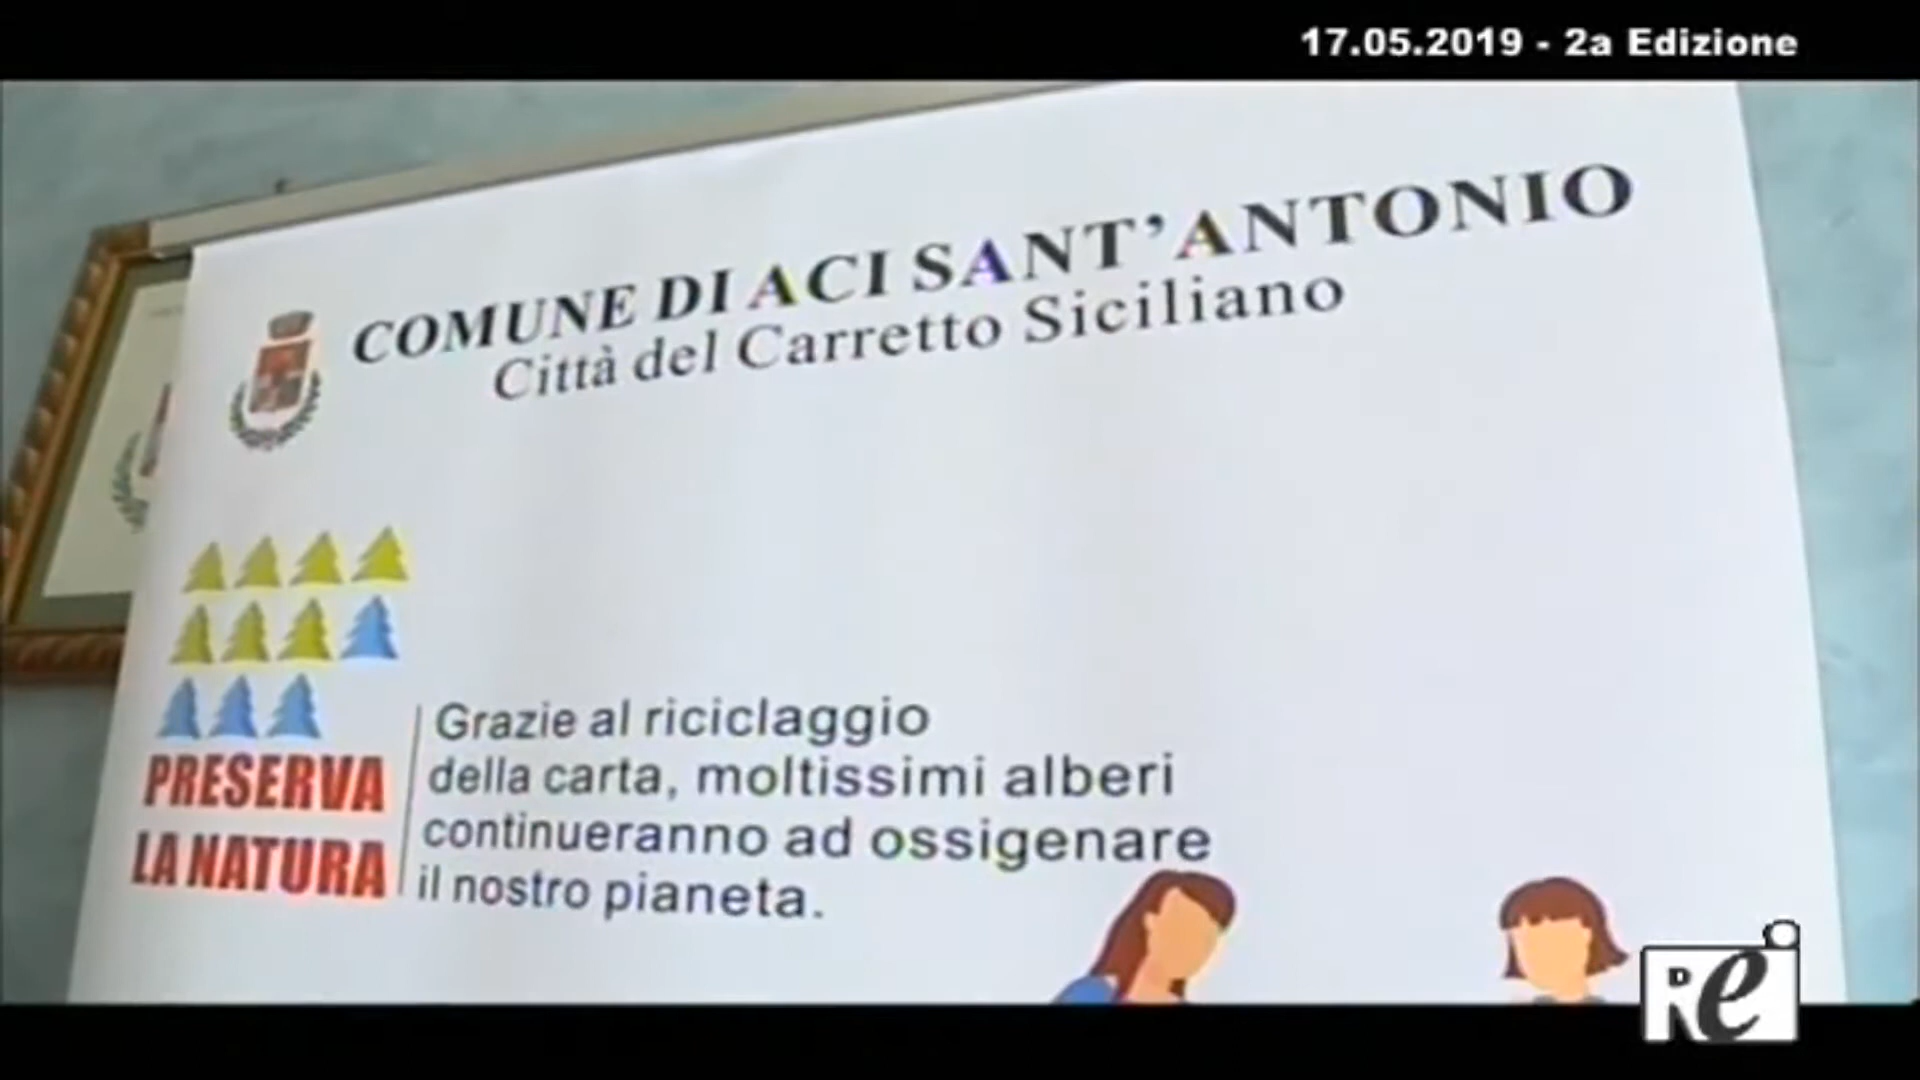 17.05.2019 - 2a Edizione
COMUNE DI ACI SANT'ANTONIO
Città del Carretto Siciliano
PRESERVA
LA NATURA
Grazie al riciclaggio
della carta, moltissimi alberi
continueranno ad ossigenare
il nostro pianeta.
Rei